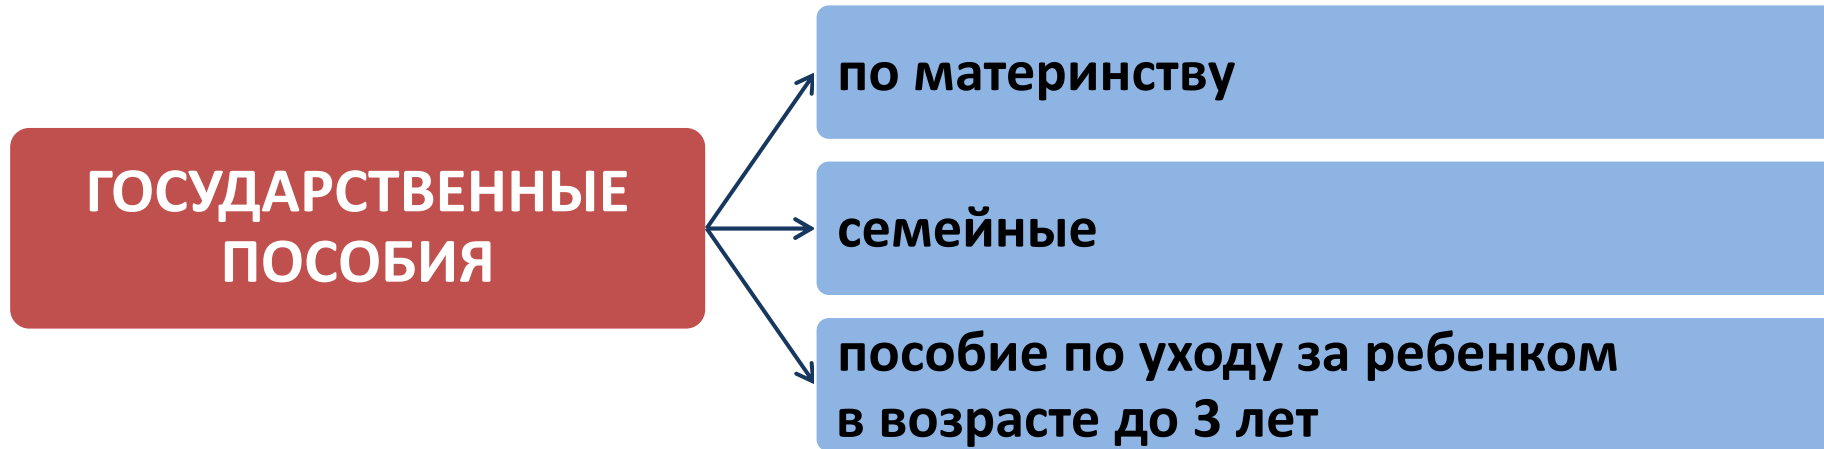 ГОСУДАРСТВЕННЫЕ
ПОСОБИЯ
по материнству
семейные
пособие по уходу за ребенком
в возрасте до 3 лет